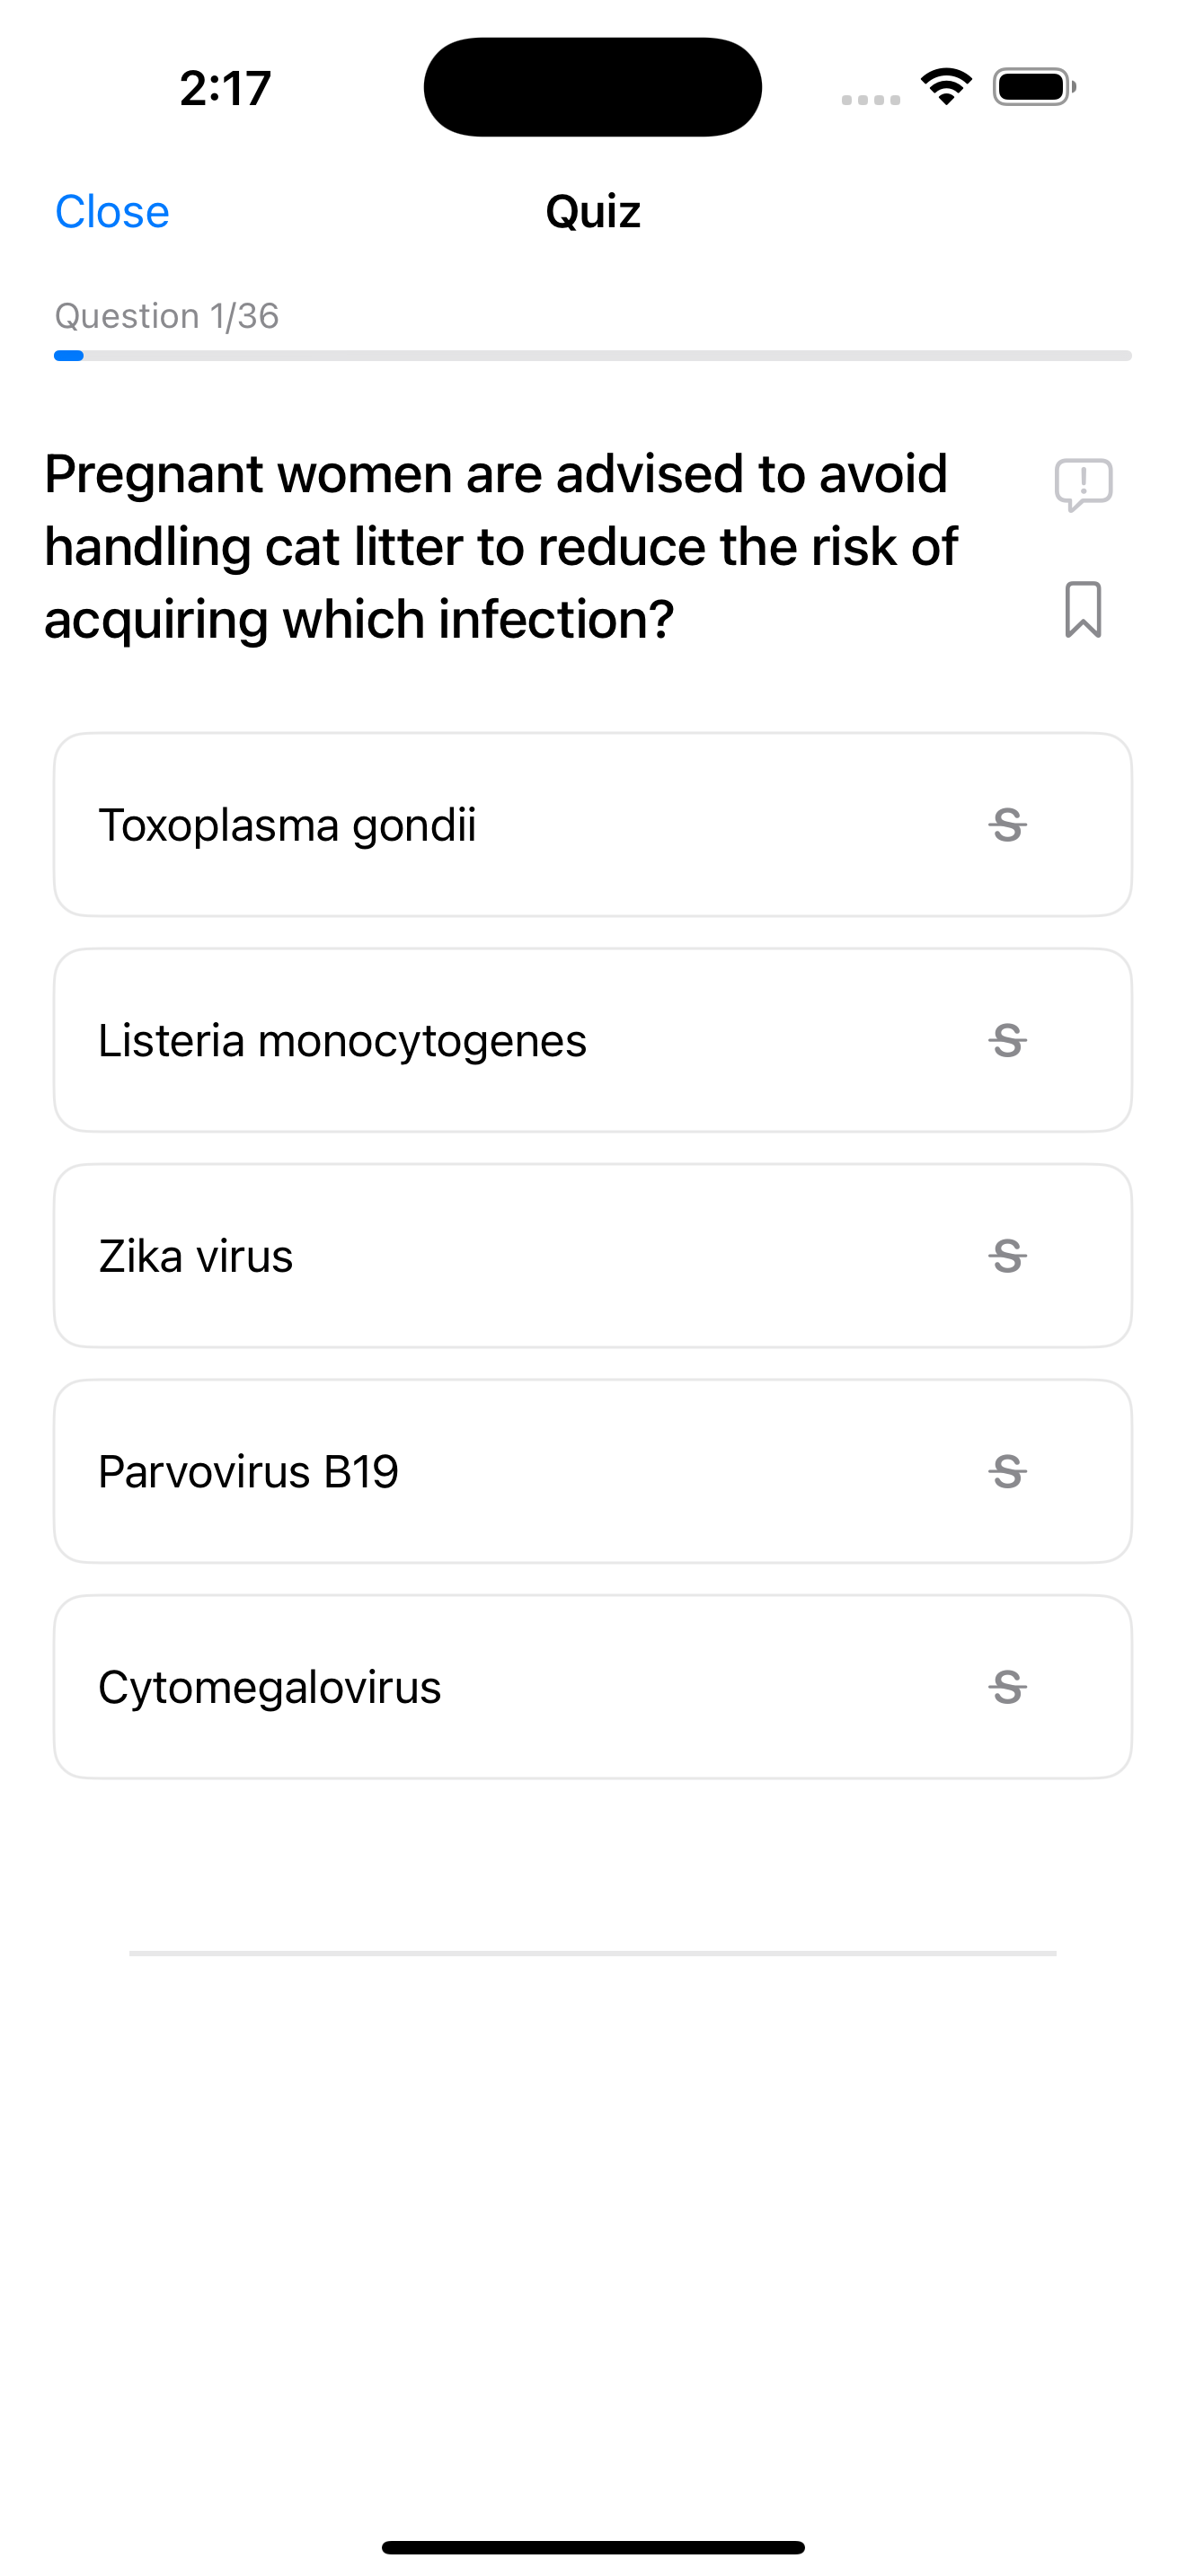 2:17
Close
Quiz
Question 1/36
Pregnant women are advised to avoid
handling cat litter to reduce the risk of
acquiring which infection?
Toxoplasma gondii
S
Listeria monocytogenes
S
Zika virus
S
Parvovirus B19
S
Cytomegalovirus
S